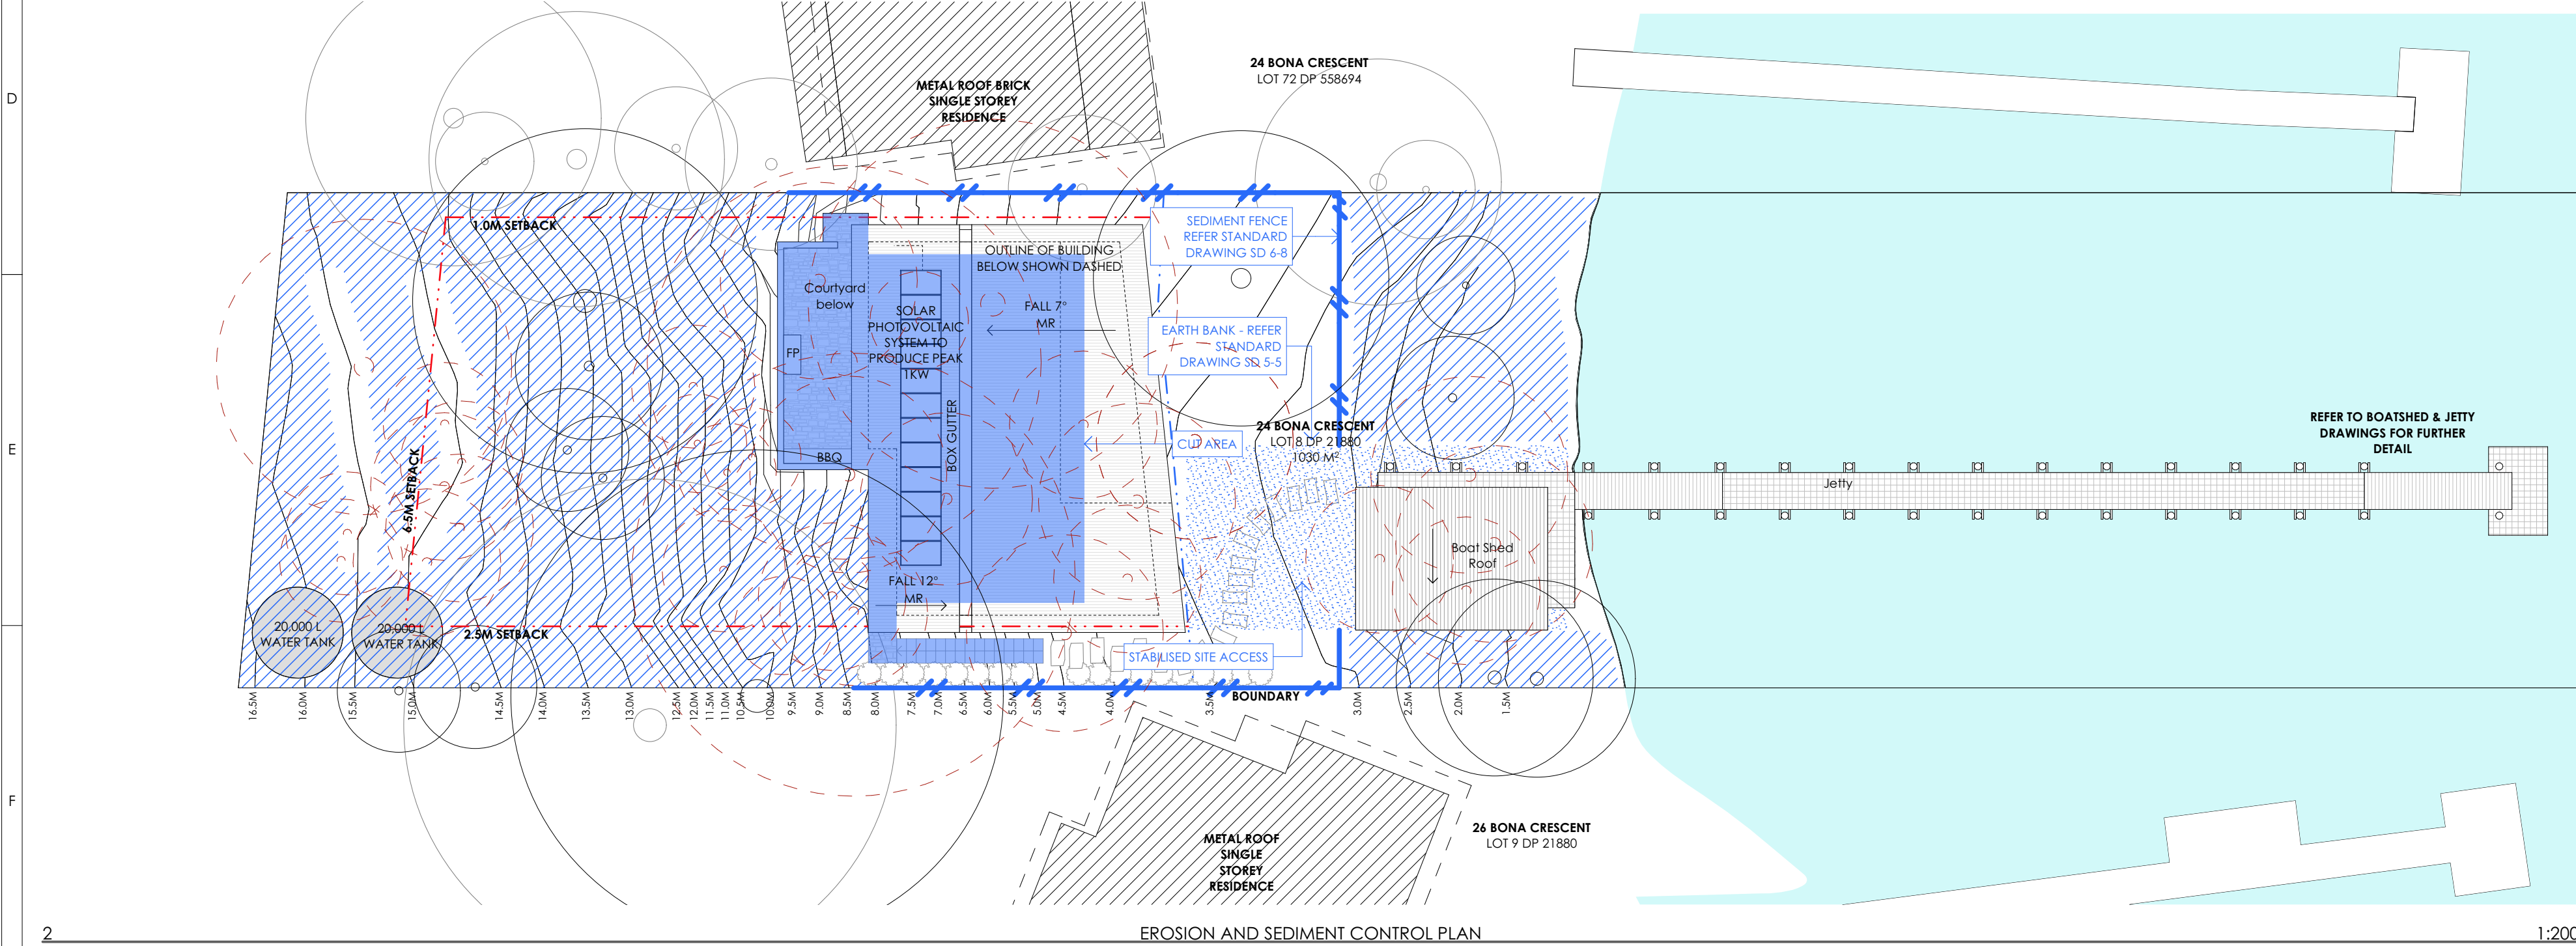 D
E
F
24 BONA CRESCENT
LOT 72 DP 558694
METAL ROOF BRICK
SINGLE STOREY
RESIDENCE
1.0M SETBACK
SEDIMENT FENCE
REFER STANDARD
DRAWING SD 6-8
OUTLINE OF BUILDING
BELOW SHOWN DASHED
Courtyard
below
SOLAR
PHOTOVOLTAIC
SYSTEM TO
PRODUCE PEAK
1KW
FALL 7°
MR
EARTH BANK - REFER
STANDARD
DRAWING SD 5-5
FP
BBQ
BOX GUTTER
CUT AREA
24 BONA CRESCENT
LOT 8 DP 21880
1030 M²
REFER TO BOATSHED & JETTY
DRAWINGS FOR FURTHER
DETAIL
Jetty
6.5M SETBACK
Boat Shed
Roof
FALL 12°
MR
20,000 L
WATER TANK
20,000 L
WATER TANK
2.5M SETBACK
STABILISED SITE ACCESS
BOUNDARY
16.5M
16.0M
15.5M
15.0M
14.5M
14.0M
13.5M
13.0M
12.5M
12.0M
11.5M
11.0M
10.5M
10.0M
9.5M
9.0M
8.5M
8.0M
7.5M
7.0M
6.5M
6.0M
5.5M
5.0M
4.5M
4.0M
3.5M
3.0M
2.5M
2.0M
1.5M
METAL ROOF
SINGLE
STOREY
RESIDENCE
26 BONA CRESCENT
LOT 9 DP 21880
2
EROSION AND SEDIMENT CONTROL PLAN
1:200